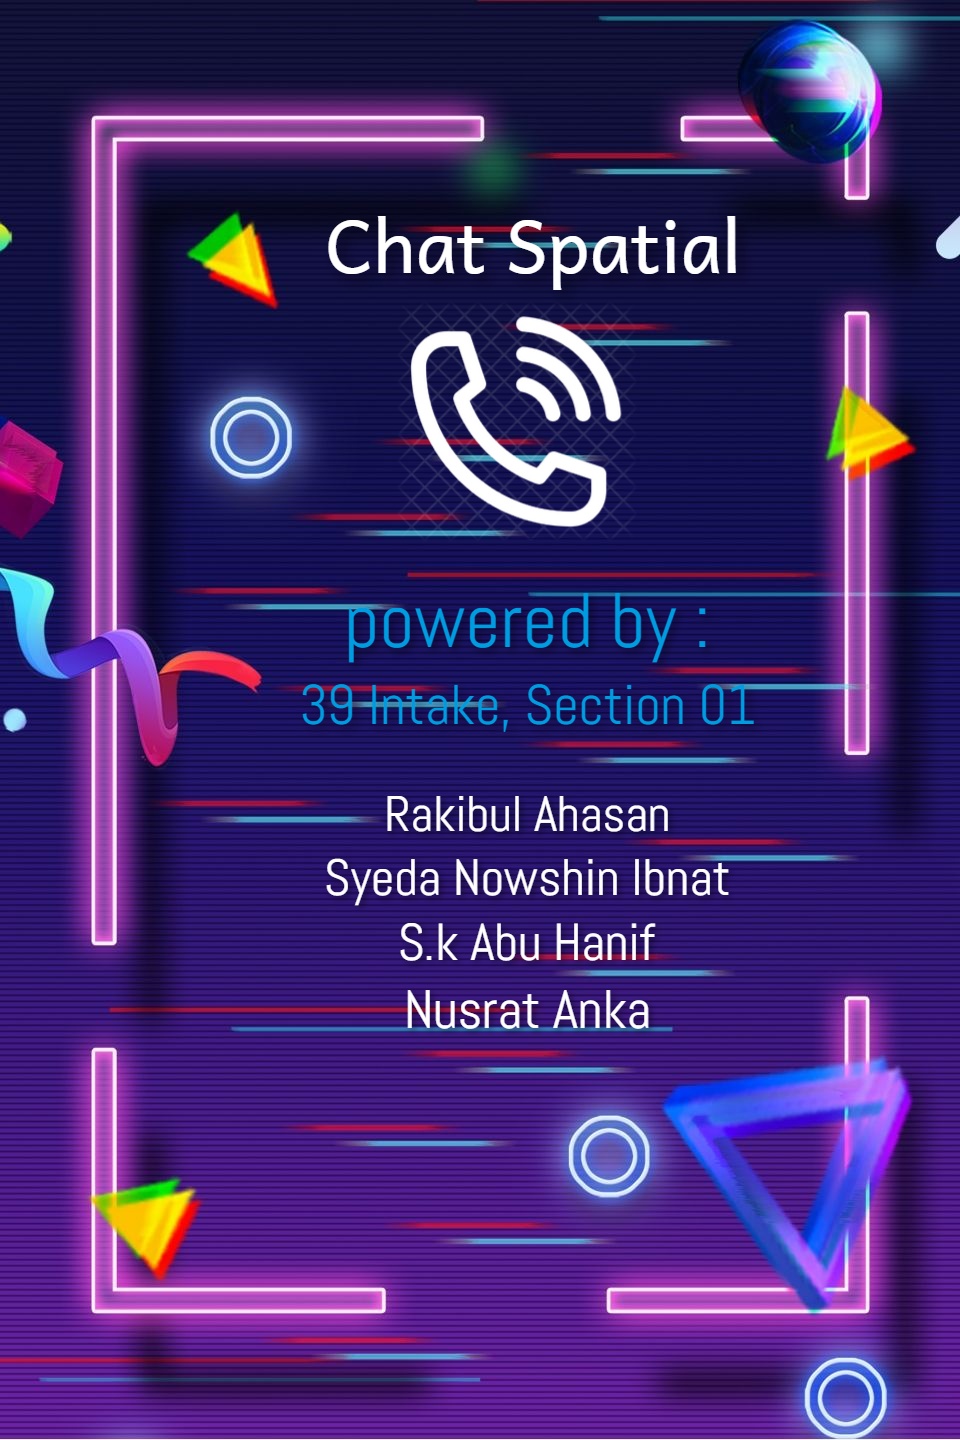 Chat Spatial
powered by :
39 Intake, Section 01
Rakibul Ahasan
Syeda Nowshin Ibnat
S.k Abu Hanif
Nusrat Anka